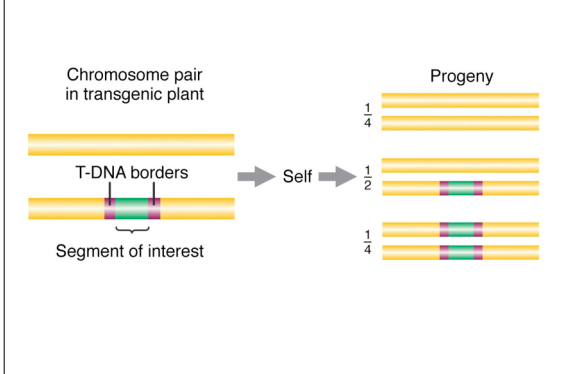 Chromosome pair
in transgenic plant
T-DNA borders
Segment of interest
Self
Progeny
1
4
1
2
1
4